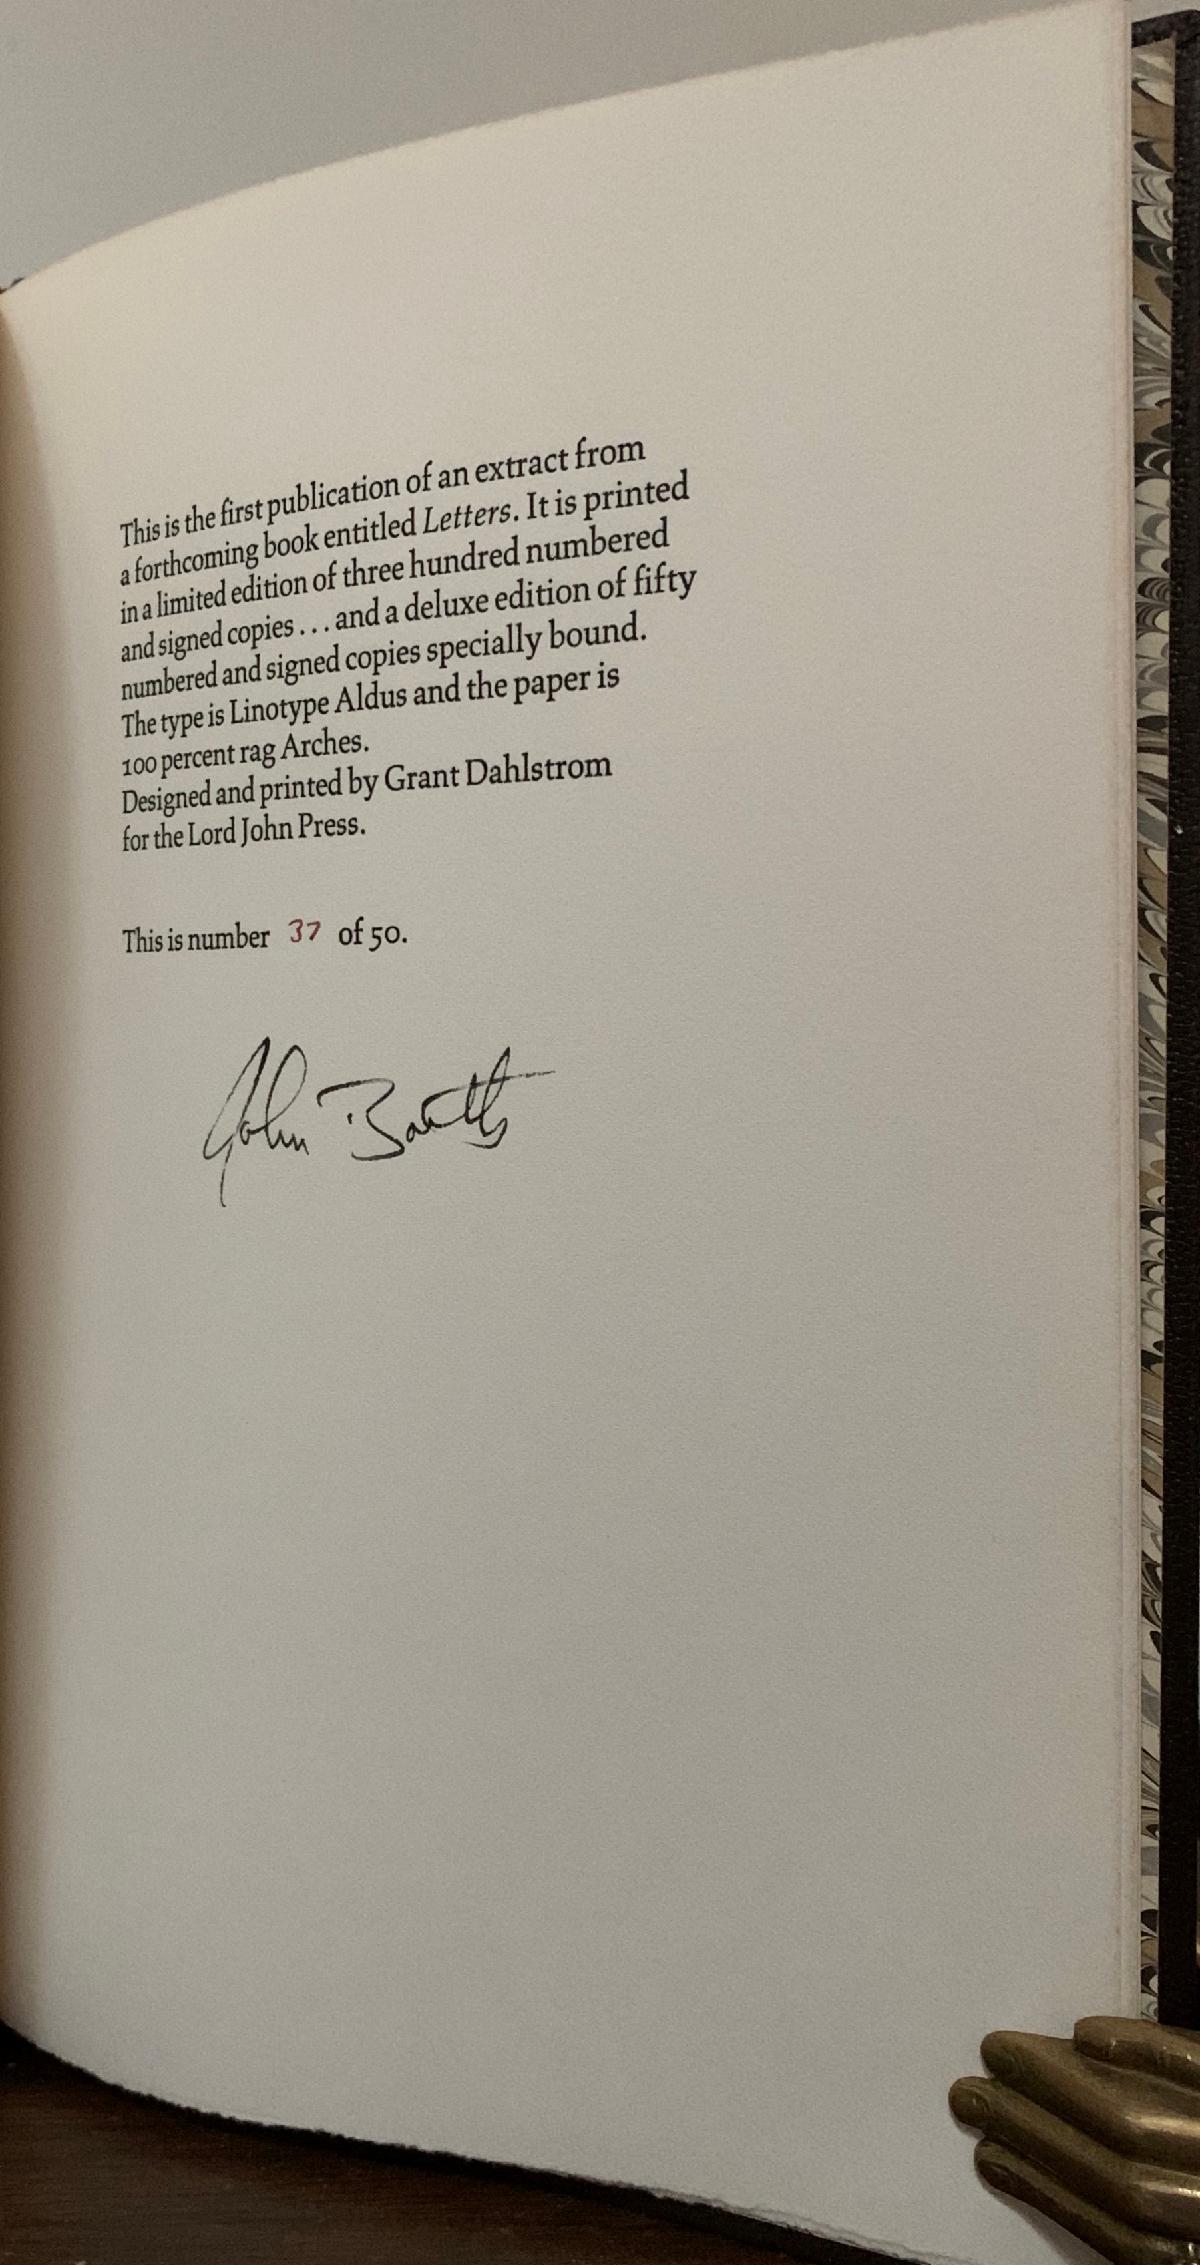 This is the first publication of an extract from
a forthcoming book entitled Letters. It is printed
in a limited edition of three hundred numbered
and signed copies . . . and a deluxe edition of fifty
numbered and signed copies specially bound.
The type is Linotype Aldus and the paper is
100 percent rag Arches.
Designed and printed by Grant Dahlstrom
for the Lord John Press.
This is number 37 of 50.
John Barth